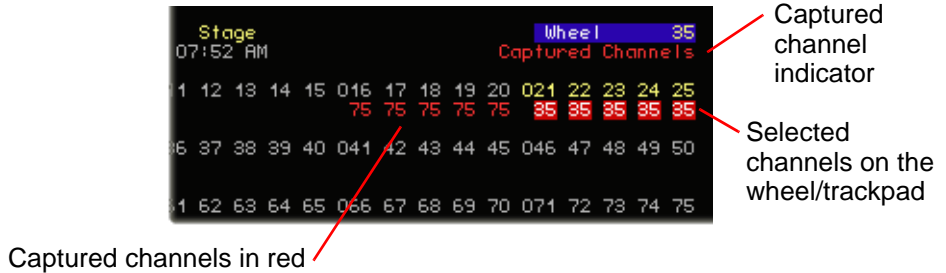 Stage Wheel 35
07:52 AM Captured Channels
Captured
channel
indicator
12 13 14 15 016 17 18 19 20 021 22 23 24 25
75 75 75 75 75 35 35 35 35 35
37 38 39 40 041 42 43 44 45 046 47 48 49 50
Selected
channels on the
wheel/trackpad
62 63 64 65 066 67 68 69 70 071 72 73 74 75
Captured channels in red